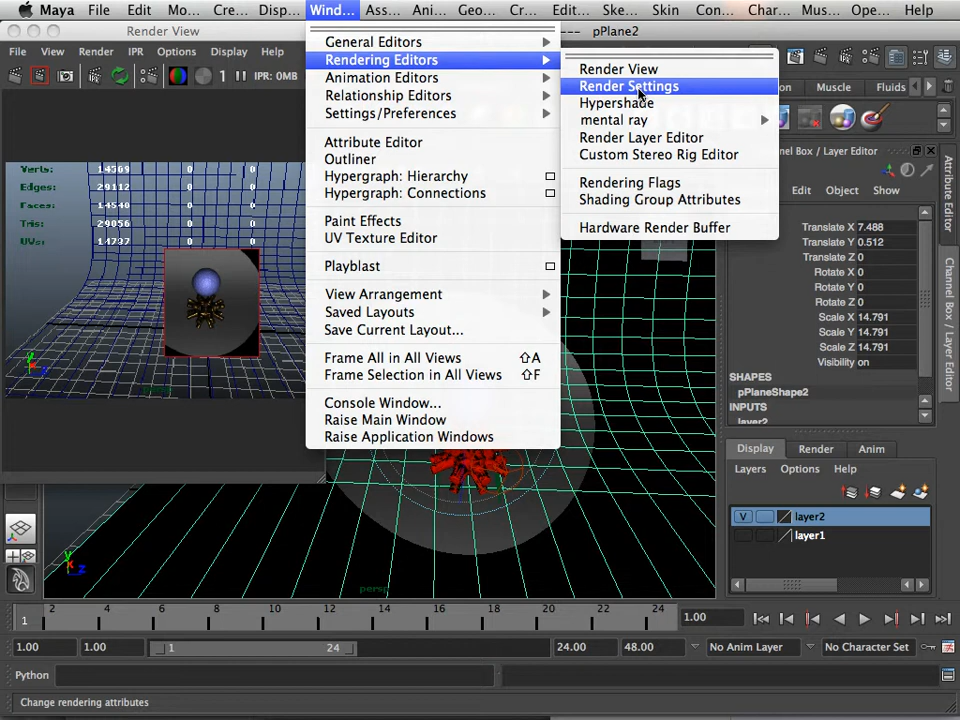 Maya File Edit Mo... Cre... Disp... Wind... Ass... Ani... Geo... Cr... Edit... Ske... Skin Con... Char... Mus... Ope... Help
Render View
pPlane2
File View Render IPR Options Display Help
1 IPR: 0MB
General Editors
Rendering Editors
Animation Editors
Relationship Editors
Settings/Preferences
Attribute Editor
Outliner
Hypergraph: Hierarchy
Hypergraph: Connections
Paint Effects
UV Texture Editor
Playblast
View Arrangement
Saved Layouts
Save Current Layout...
Frame All in All Views ⇧A
Frame Selection in All Views ⇧F
Console Window...
Raise Main Window
Raise Application Windows
Render View
Render Settings
Hypershade
mental ray
Render Layer Editor
Custom Stereo Rig Editor
Rendering Flags
Shading Group Attributes
Hardware Render Buffer
Muscle Fluids
Verts: 14569 0 0
Edges: 29112 0 0
Faces: 14540 0 0
Tris: 29056 0 0
UVs: 14737 0 0
Channel Box / Layer Editor
Edit Object Show
Translate X 7.488
Translate Y 0.512
Translate Z 0
Rotate X 0
Rotate Y 0
Rotate Z 0
Scale X 14.791
Scale Y 14.791
Scale Z 14.791
Visibility on
SHAPES
pPlaneShape2
INPUTS
layer2
Attribute Editor
Channel Box / Layer Editor
Display Render Anim
Layers Options Help
V layer2
layer1
persp
2 4 6 8 10 12 14 16 18 20 22 24
1
1.00
1.00 1.00 1 24 24.00 48.00 No Anim Layer No Character Set
Python
Change rendering attributes